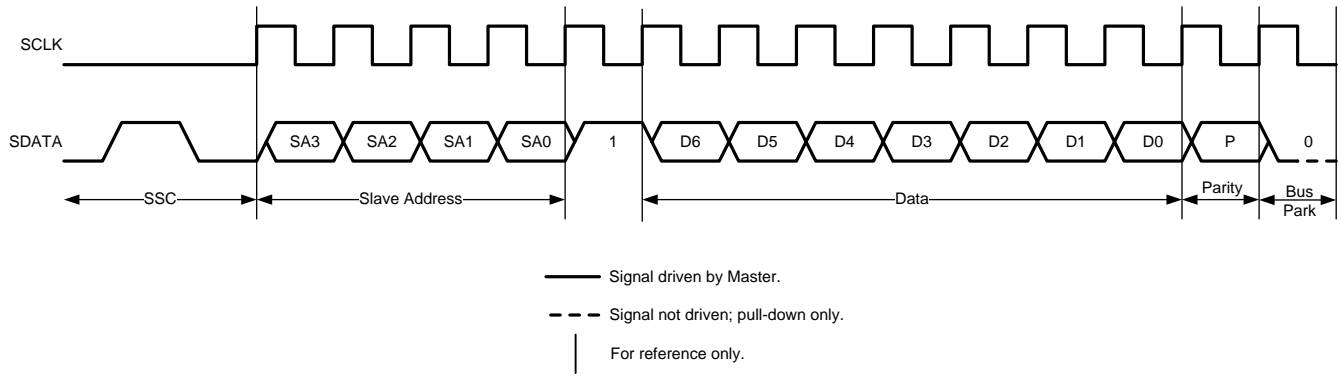 SCLK
SDATA
SA3 SA2 SA1 SA0 1 D6 D5 D4 D3 D2 D1 D0 P 0
SSC Slave Address Data Parity Bus
Park
Signal driven by Master.
Signal not driven; pull-down only.
For reference only.